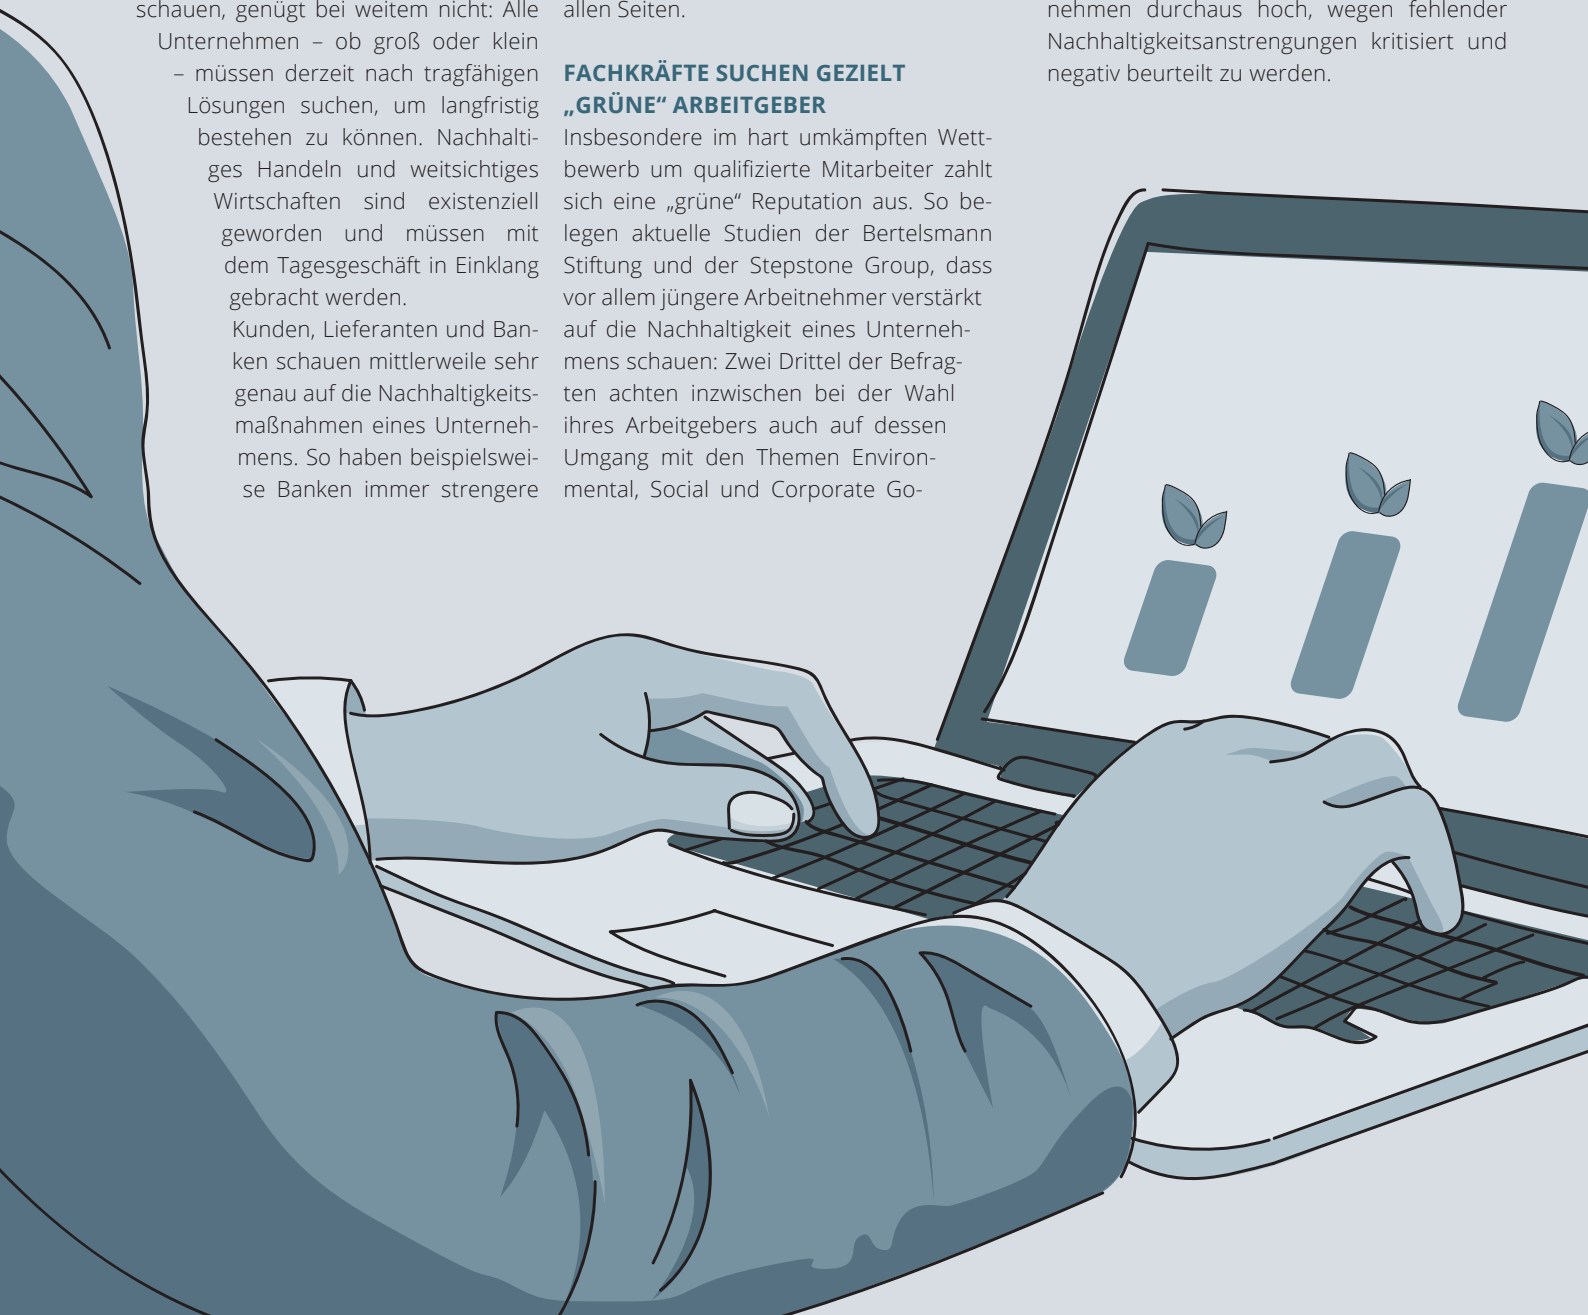 schauen, genügt bei weitem nicht: Alle
Unternehmen – ob groß oder klein
– müssen derzeit nach tragfähigen
Lösungen suchen, um langfristig
bestehen zu können. Nachhalti-
ges Handeln und weitsichtiges
Wirtschaften sind existenziell
geworden und müssen mit
dem Tagesgeschäft in Einklang
gebracht werden.
Kunden, Lieferanten und Ban-
ken schauen mittlerweile sehr
genau auf die Nachhaltigkeits-
maßnahmen eines Unterneh-
mens. So haben beispielswei-
se Banken immer strengere
allen Seiten.
FACHKRÄFTE SUCHEN GEZIELT
„GRÜNE“ ARBEITGEBER
Insbesondere im hart umkämpften Wett-
bewerb um qualifizierte Mitarbeiter zahlt
sich eine „grüne“ Reputation aus. So be-
legen aktuelle Studien der Bertelsmann
Stiftung und der Stepstone Group, dass
vor allem jüngere Arbeitnehmer verstärkt
auf die Nachhaltigkeit eines Unterneh-
mens schauen: Zwei Drittel der Befrag-
ten achten inzwischen bei der Wahl
ihres Arbeitgebers auch auf dessen
Umgang mit den Themen Environ-
mental, Social und Corporate Go-
nehmen durchaus hoch, wegen fehlender
Nachhaltigkeitsanstrengungen kritisiert und
negativ beurteilt zu werden.